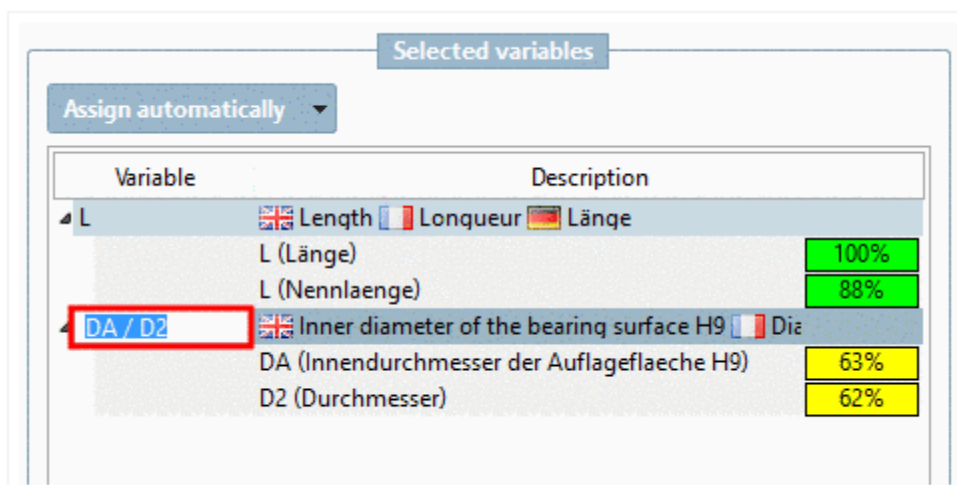 Selected variables
Assign automatically
Variable Description
L Length Longueur Länge
L (Länge) 100%
L (Nennlaenge) 88%
DA / D2 Inner diameter of the bearing surface H9 Dia
DA (Innendurchmesser der Auflageflaeche H9) 63%
D2 (Durchmesser) 62%